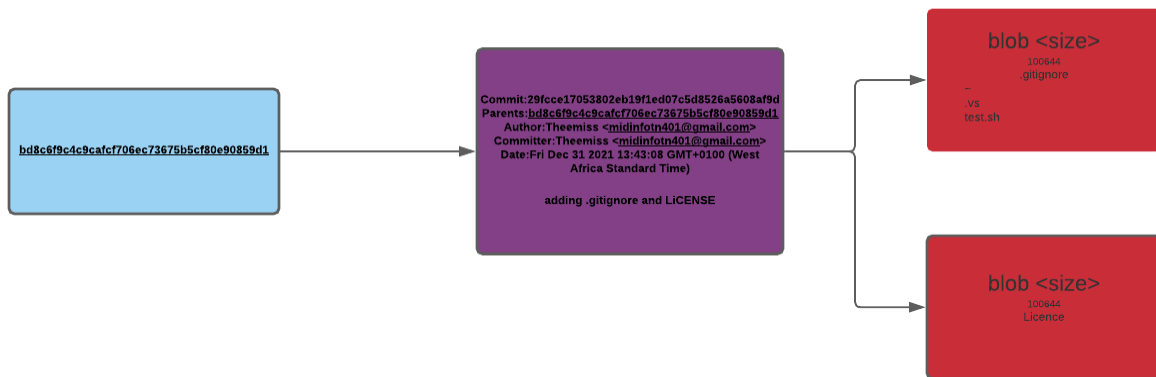 bd8c6f9c4c9cafcf706ec73675b5cf80e90859d1
Commit:29fcce17053802eb19f1ed07c5d8526a5608af9d
Parents:bd8c6f9c4c9cafcf706ec73675b5cf80e90859d1
Author:Theemiss <midinfotn401@gmail.com>
Committer:Theemiss <midinfotn401@gmail.com>
Date:Fri Dec 31 2021 13:43:08 GMT+0100 (West
Africa Standard Time)
adding .gitignore and LiCENSE
blob <size>
100644
.gitignore
~
.vs
test.sh
blob <size>
100644
Licence